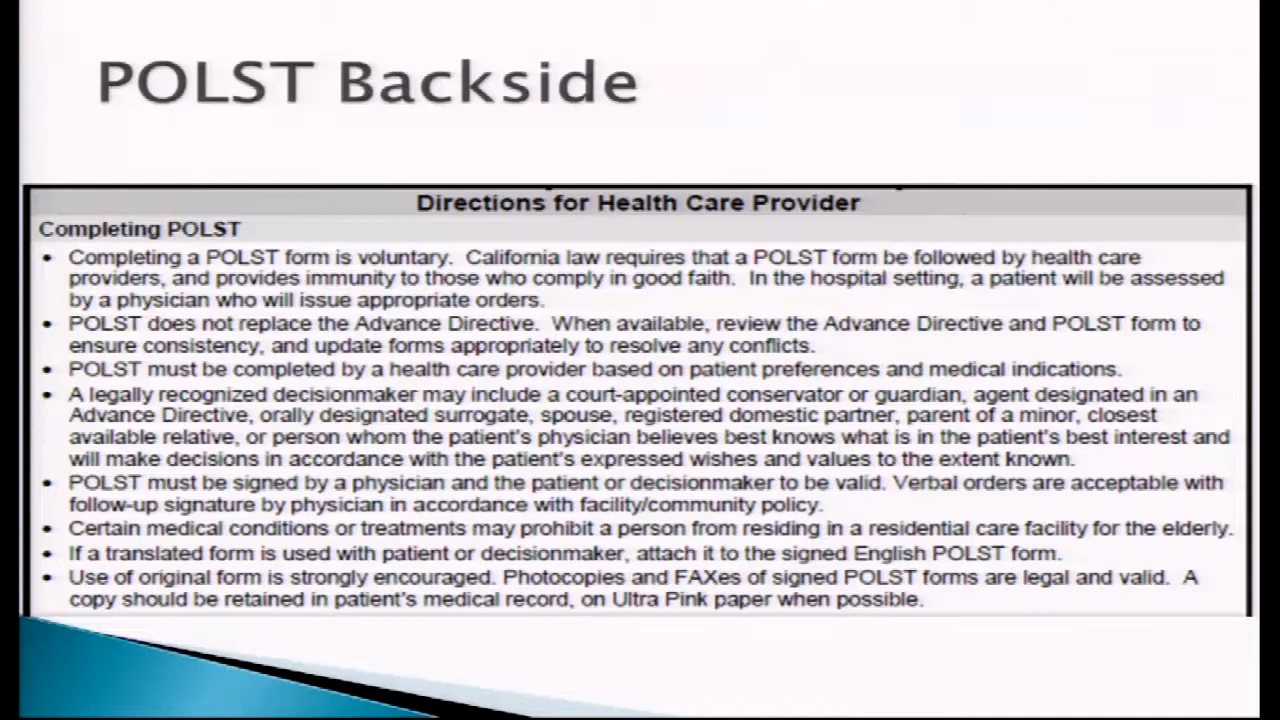 POLST Backside
Directions for Health Care Provider
Completing POLST
• Completing a POLST form is voluntary.  California law requires that a POLST form be followed by health care
providers, and provides immunity to those who comply in good faith.  In the hospital setting, a patient will be assessed
by a physician who will issue appropriate orders.
• POLST does not replace the Advance Directive.  When available, review the Advance Directive and POLST form to
ensure consistency, and update forms appropriately to resolve any conflicts.
• POLST must be completed by a health care provider based on patient preferences and medical indications.
• A legally recognized decisionmaker may include a court-appointed conservator or guardian, agent designated in an
Advance Directive, orally designated surrogate, spouse, registered domestic partner, parent of a minor, closest
available relative, or person whom the patient's physician believes best knows what is in the patient's best interest and
will make decisions in accordance with the patient's expressed wishes and values to the extent known.
• POLST must be signed by a physician and the patient or decisionmaker to be valid. Verbal orders are acceptable with
follow-up signature by physician in accordance with facility/community policy.
• Certain medical conditions or treatments may prohibit a person from residing in a residential care facility for the elderly.
• If a translated form is used with patient or decisionmaker, attach it to the signed English POLST form.
• Use of original form is strongly encouraged. Photocopies and FAXes of signed POLST forms are legal and valid.  A
copy should be retained in patient's medical record, on Ultra Pink paper when possible.